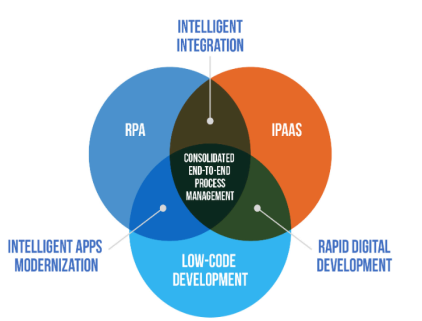 INTELLIGENT
INTEGRATION
RPA
IPAAS
CONSOLIDATED
END-TO-END
PROCESS
MANAGEMENT
INTELLIGENT APPS
MODERNIZATION
LOW-CODE
DEVELOPMENT
RAPID DIGITAL
DEVELOPMENT